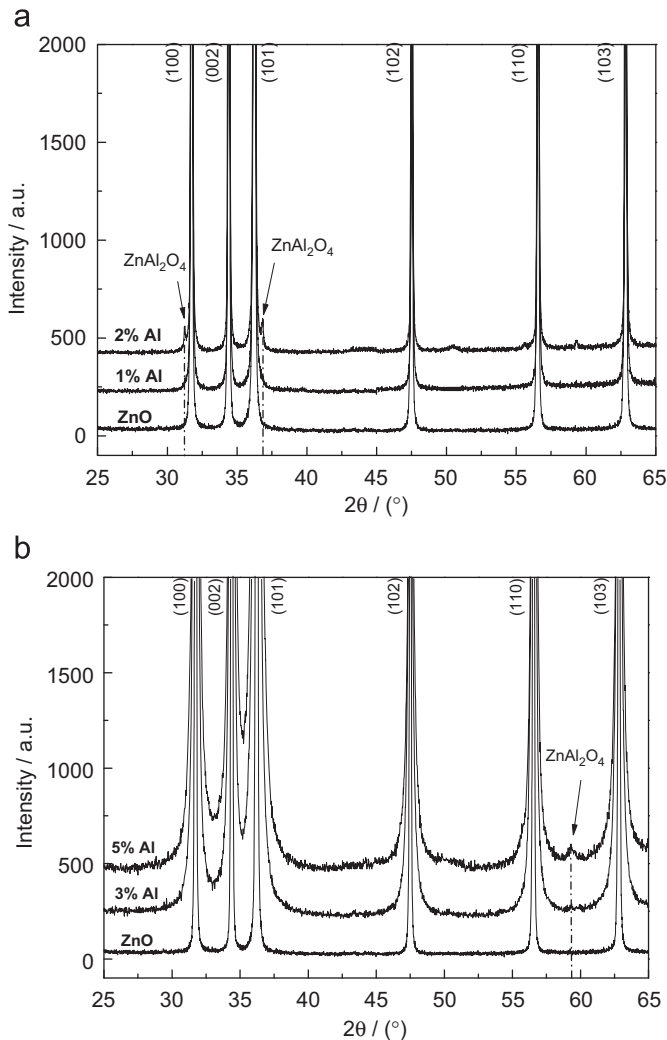 a
2000
1500
1000
500
0
Intensity / a.u.
(100)
(002)
(101)
(102)
(110)
(103)
ZnAl₂O₄
ZnAl₂O₄
2% Al
1% Al
ZnO
25 30 35 40 45 50 55 60 65
2θ / (°)
b
2000
1500
1000
500
0
Intensity / a.u.
(100)
(002)
(101)
(102)
(110)
(103)
ZnAl₂O₄
5% Al
3% Al
ZnO
25 30 35 40 45 50 55 60 65
2θ / (°)